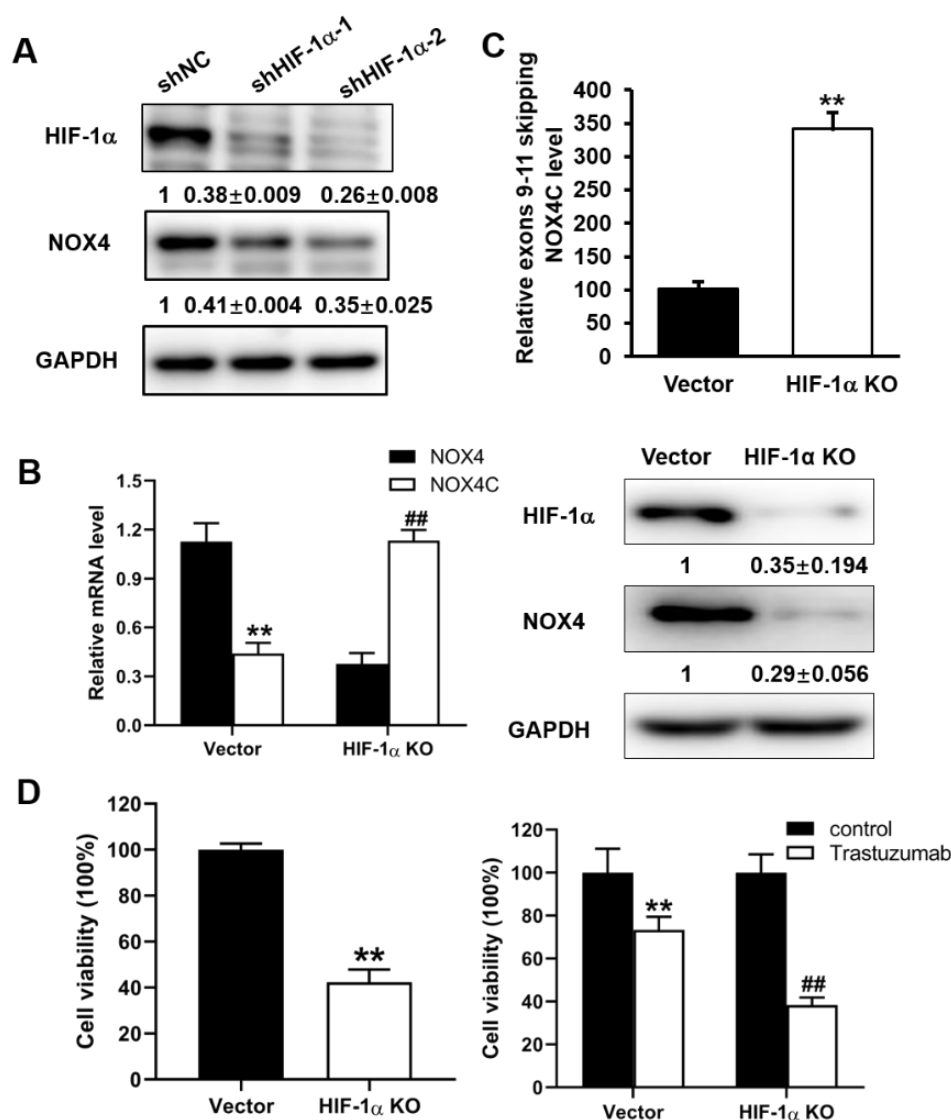 A
shNC shHIF-1α-1 shHIF-1α-2
HIF-1α
1 0.38±0.009 0.26±0.008
NOX4
1 0.41±0.004 0.35±0.025
GAPDH
C
Relative exons 9-11 skipping
NOX4C level
400
350
300
250
200
150
100
50
0
**
Vector HIF-1α KO
B
NOX4
NOX4C
Relative mRNA level
1.5
1.2
0.9
0.6
0.3
0.0
**
##
Vector HIF-1α KO
Vector HIF-1α KO
HIF-1α
1 0.35±0.194
NOX4
1 0.29±0.056
GAPDH
D
Cell viability (100%)
120
100
80
60
40
20
0
**
Vector HIF-1α KO
control
Trastuzumab
Cell viability (100%)
120
100
80
60
40
20
0
**
##
Vector HIF-1α KO